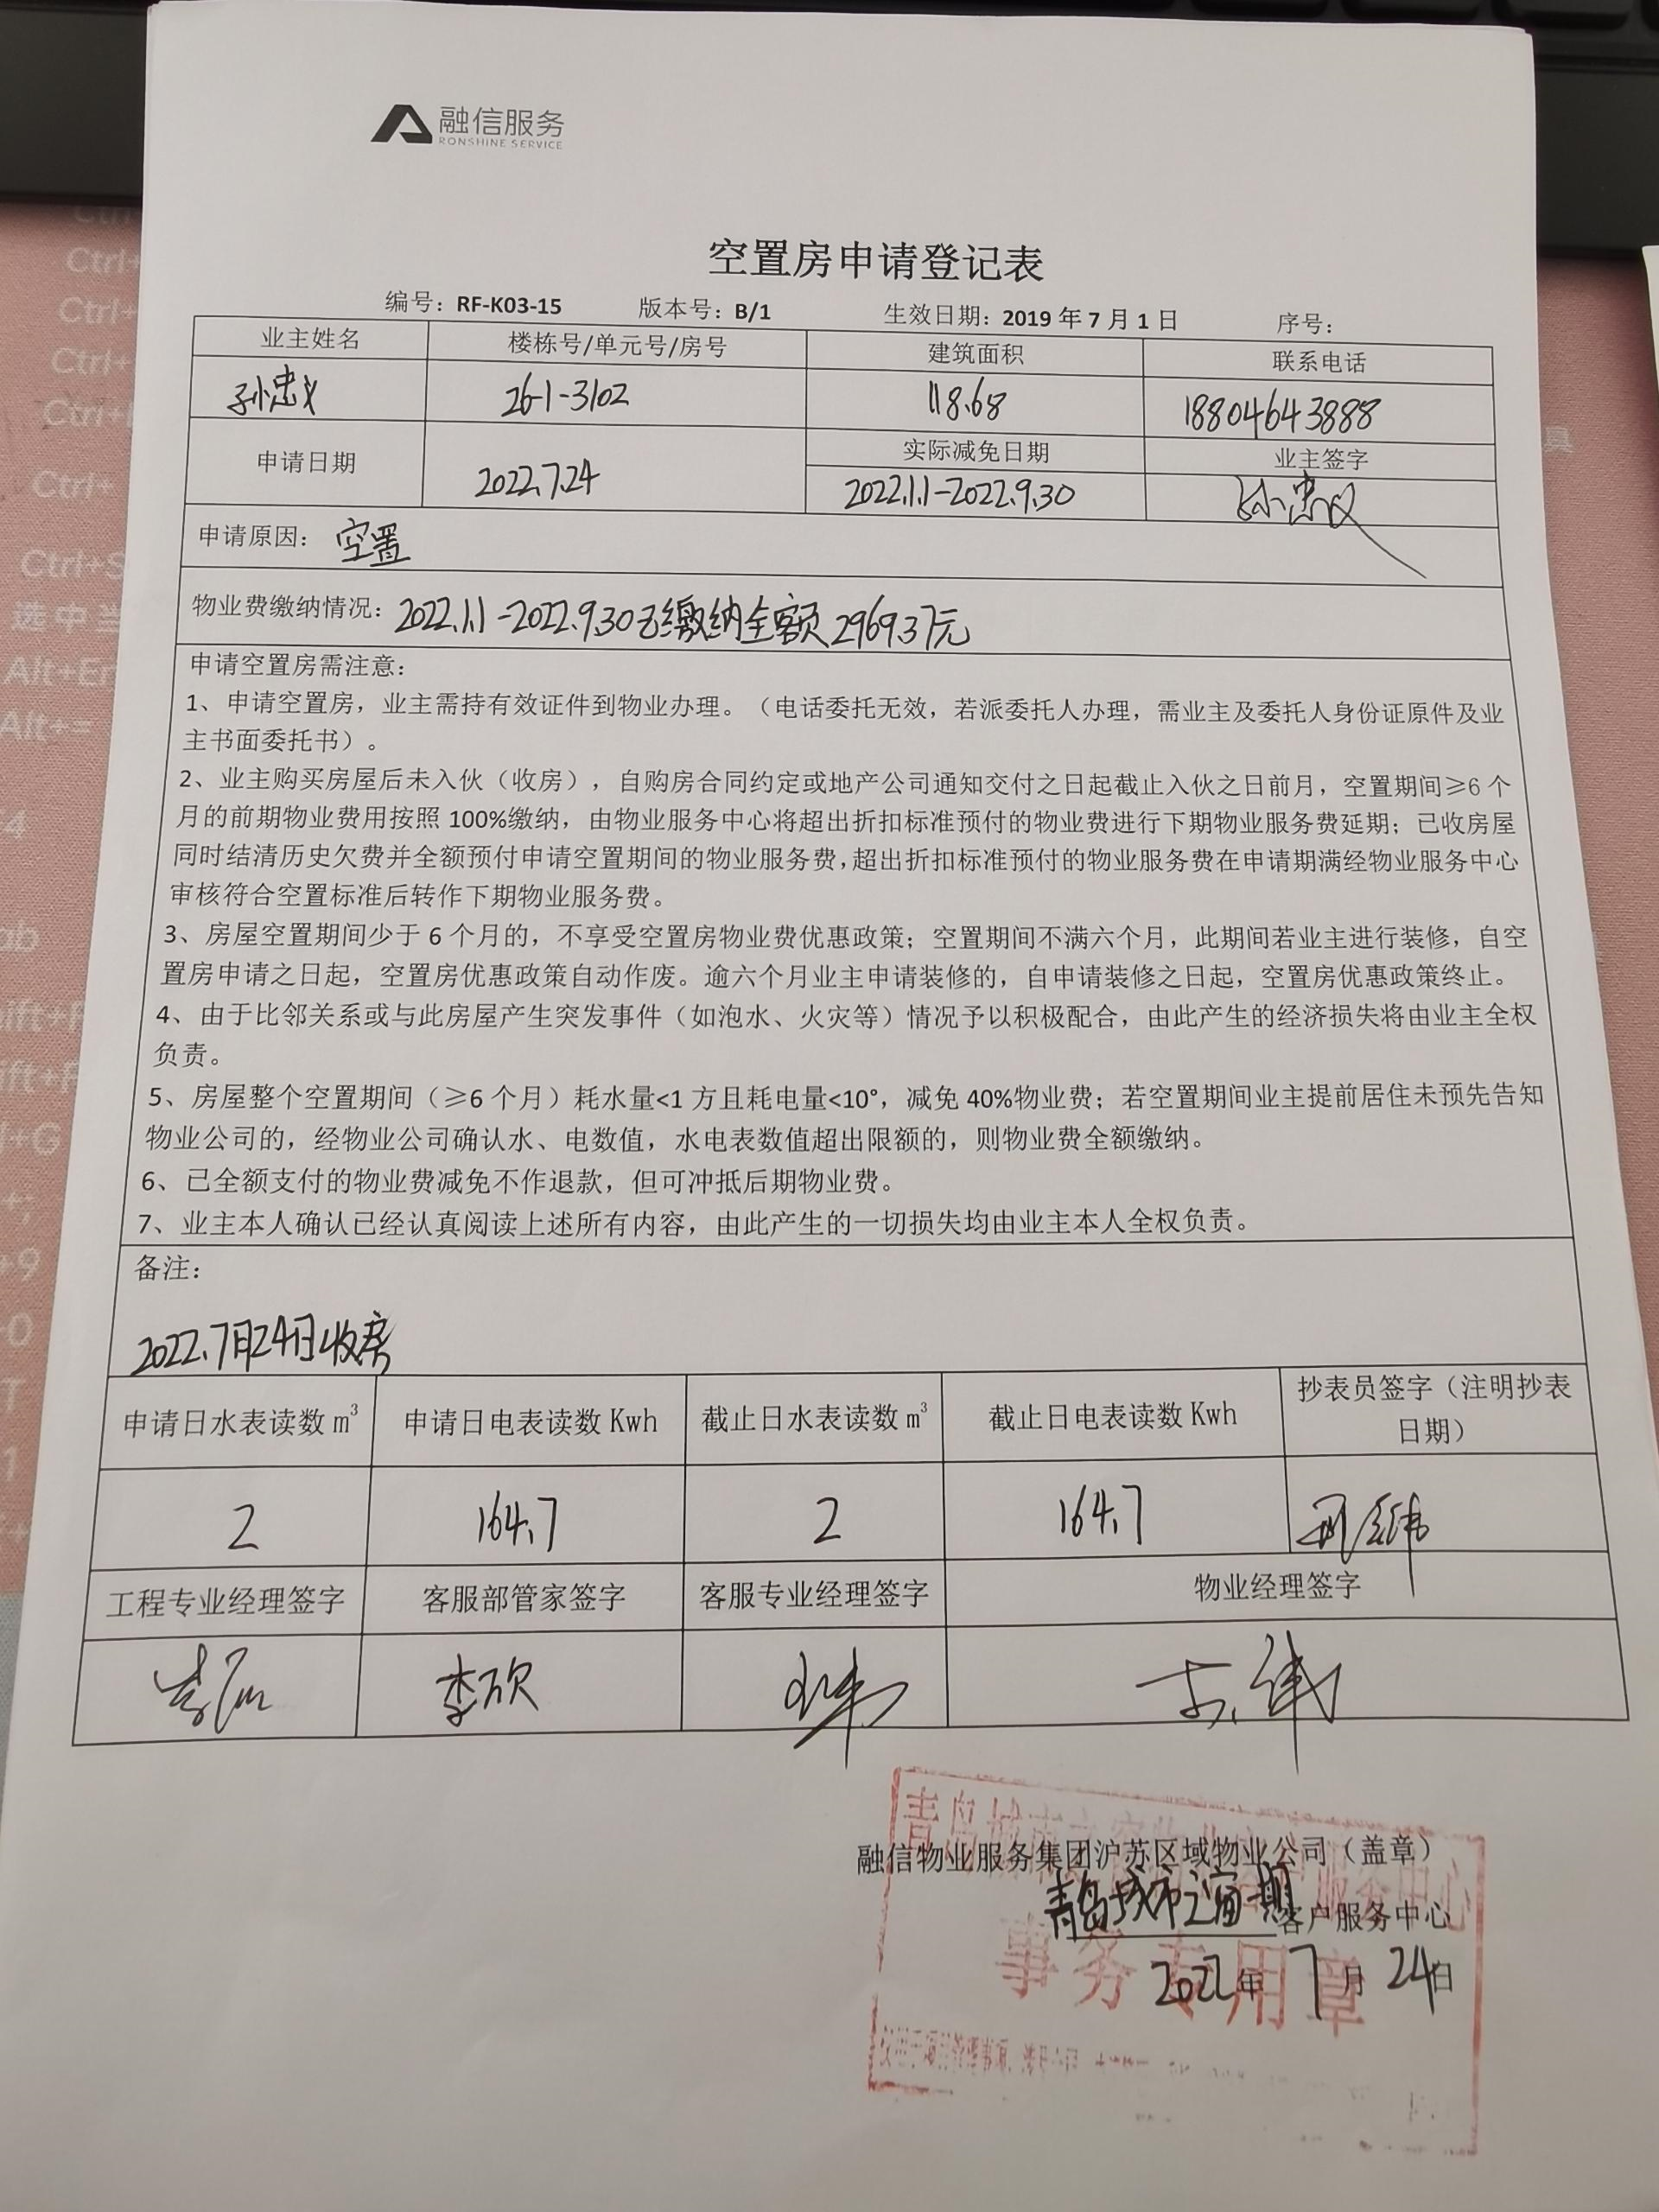 融信服务
RONSHINE SERVICE
空置房申请登记表
编号：RF-K03-15 版本号：B/1 生效日期：2019 年 7 月 1 日 序号：
业主姓名 楼栋号/单元号/房号 建筑面积 联系电话
孙忠义 26-1-3102 118.68 18804643888
申请日期 2022.7.24 实际减免日期 业主签字
2022.1.1-2022.9.30 孙忠义
申请原因： 空置
物业费缴纳情况：2022.1.1-2022.9.30已缴纳全额2969.37元
申请空置房需注意：
1、申请空置房，业主需持有效证件到物业办理。（电话委托无效，若派委托人办理，需业主及委托人身份证原件及业
主书面委托书）。
2、业主购买房屋后未入伙（收房），自购房合同约定或地产公司通知交付之日起截止入伙之日前月，空置期间≥6 个
月的前期物业费用按照 100%缴纳，由物业服务中心将超出折扣标准预付的物业费进行下期物业服务费延期；已收房屋
同时结清历史欠费并全额预付申请空置期间的物业服务费，超出折扣标准预付的物业服务费在申请期满经物业服务中心
审核符合空置标准后转作下期物业服务费。
3、房屋空置期间少于 6 个月的，不享受空置房物业费优惠政策；空置期间不满六个月，此期间若业主进行装修，自空
置房申请之日起，空置房优惠政策自动作废。逾六个月业主申请装修的，自申请装修之日起，空置房优惠政策终止。
4、由于比邻关系或与此房屋产生突发事件（如泡水、火灾等）情况予以积极配合，由此产生的经济损失将由业主全权
负责。
5、房屋整个空置期间（≥6 个月）耗水量<1 方且耗电量<10°，减免 40%物业费；若空置期间业主提前居住未预先告知
物业公司的，经物业公司确认水、电数值，水电表数值超出限额的，则物业费全额缴纳。
6、已全额支付的物业费减免不作退款，但可冲抵后期物业费。
7、业主本人确认已经认真阅读上述所有内容，由此产生的一切损失均由业主本人全权负责。
备注：
2022.7月24日收房
申请日水表读数 m³ 申请日电表读数 Kwh 截止日水表读数 m³ 截止日电表读数 Kwh 抄表员签字（注明抄表
日期）
2 164.7 2 164.7
工程专业经理签字 客服部管家签字 客服专业经理签字 物业经理签字
李欣
融信物业服务集团沪苏区域物业公司（盖章）
青岛城市之窗一期客户服务中心
2022年 7月 24日
事务专用章